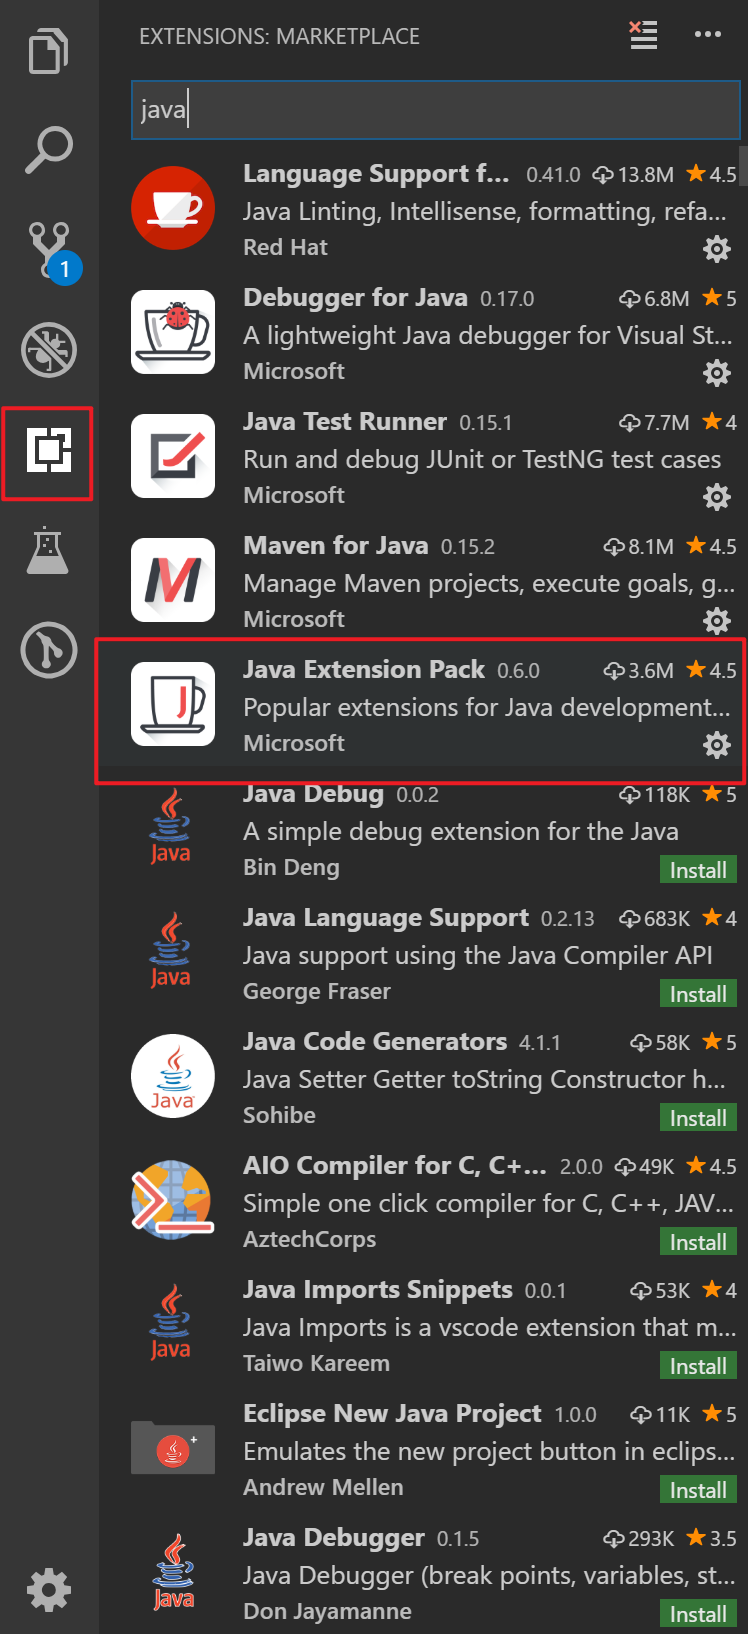 EXTENSIONS: MARKETPLACE
java
1
Language Support f... 0.41.0 13.8M 4.5
Java Linting, Intellisense, formatting, refa...
Red Hat
Debugger for Java 0.17.0 6.8M 5
A lightweight Java debugger for Visual St...
Microsoft
Java Test Runner 0.15.1 7.7M 4
Run and debug JUnit or TestNG test cases
Microsoft
Maven for Java 0.15.2 8.1M 4.5
Manage Maven projects, execute goals, g...
Microsoft
Java Extension Pack 0.6.0 3.6M 4.5
Popular extensions for Java development...
Microsoft
Java Debug 0.0.2 118K 5
A simple debug extension for the Java
Java
Bin Deng Install
Java Language Support 0.2.13 683K 4
Java support using the Java Compiler API
Java
George Fraser Install
Java Code Generators 4.1.1 58K 5
Java Setter Getter toString Constructor h...
Java
Sohibe Install
AIO Compiler for C, C+... 2.0.0 49K 4.5
Simple one click compiler for C, C++, JAV...
AztechCorps Install
Java Imports Snippets 0.0.1 53K 4
Java Imports is a vscode extension that m...
Java
Taiwo Kareem Install
Eclipse New Java Project 1.0.0 11K 5
Emulates the new project button in eclips...
Andrew Mellen Install
Java Debugger 0.1.5 293K 3.5
Java Debugger (break points, variables, st...
Java
Don Jayamanne Install